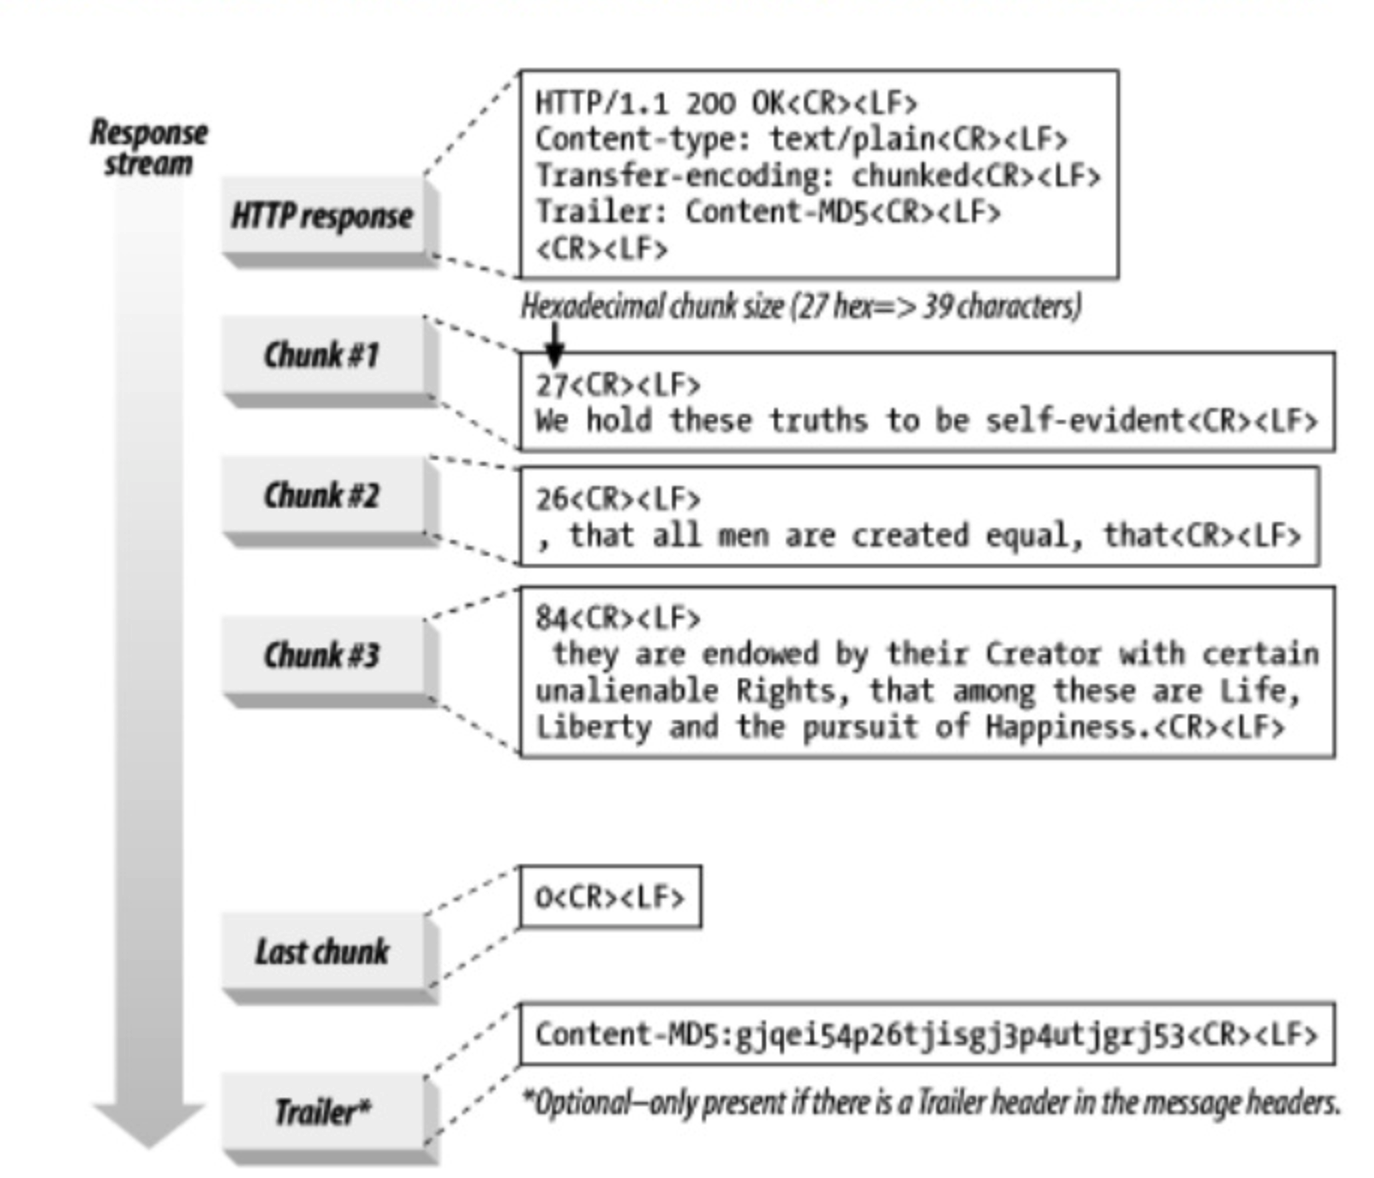 Response
stream
HTTP response
HTTP/1.1 200 OK<CR><LF>
Content-type: text/plain<CR><LF>
Transfer-encoding: chunked<CR><LF>
Trailer: Content-MD5<CR><LF>
<CR><LF>
Hexadecimal chunk size (27 hex=> 39 characters)
Chunk #1
27<CR><LF>
We hold these truths to be self-evident<CR><LF>
Chunk #2
26<CR><LF>
, that all men are created equal, that<CR><LF>
Chunk #3
84<CR><LF>
 they are endowed by their Creator with certain
unalienable Rights, that among these are Life,
Liberty and the pursuit of Happiness.<CR><LF>
Last chunk
0<CR><LF>
Trailer*
Content-MD5:gjqei54p26tjisgj3p4utjgrj53<CR><LF>
*Optional—only present if there is a Trailer header in the message headers.